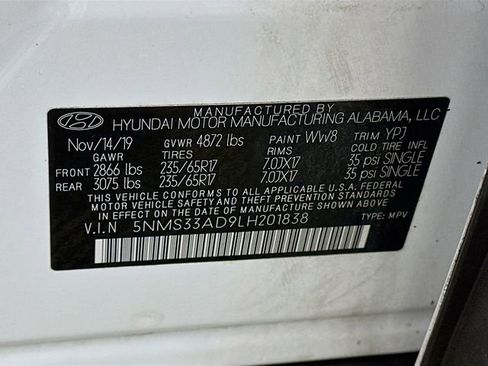 MANUFACTURED BY
HYUNDAI MOTOR MANUFACTURING ALABAMA, LLC
Nov/14/19 GVWR 4872 lbs PAINT WW8 TRIM YPJ
GAWR TIRES RIMS COLD TIRE INFL
FRONT 2866 lbs 235/65R17 7.0JX17 35 psi SINGLE
REAR 3075 lbs 235/65R17 7.0JX17 35 psi SINGLE
THIS VEHICLE CONFORMS TO ALL APPLICABLE U.S.A. FEDERAL
MOTOR VEHICLE SAFETY AND THEFT PREVENTION STANDARDS
IN EFFECT ON THE DATE OF MANUFACTURE SHOWN ABOVE.
V.I.N 5NMS33AD9LH201838 TYPE: MPV